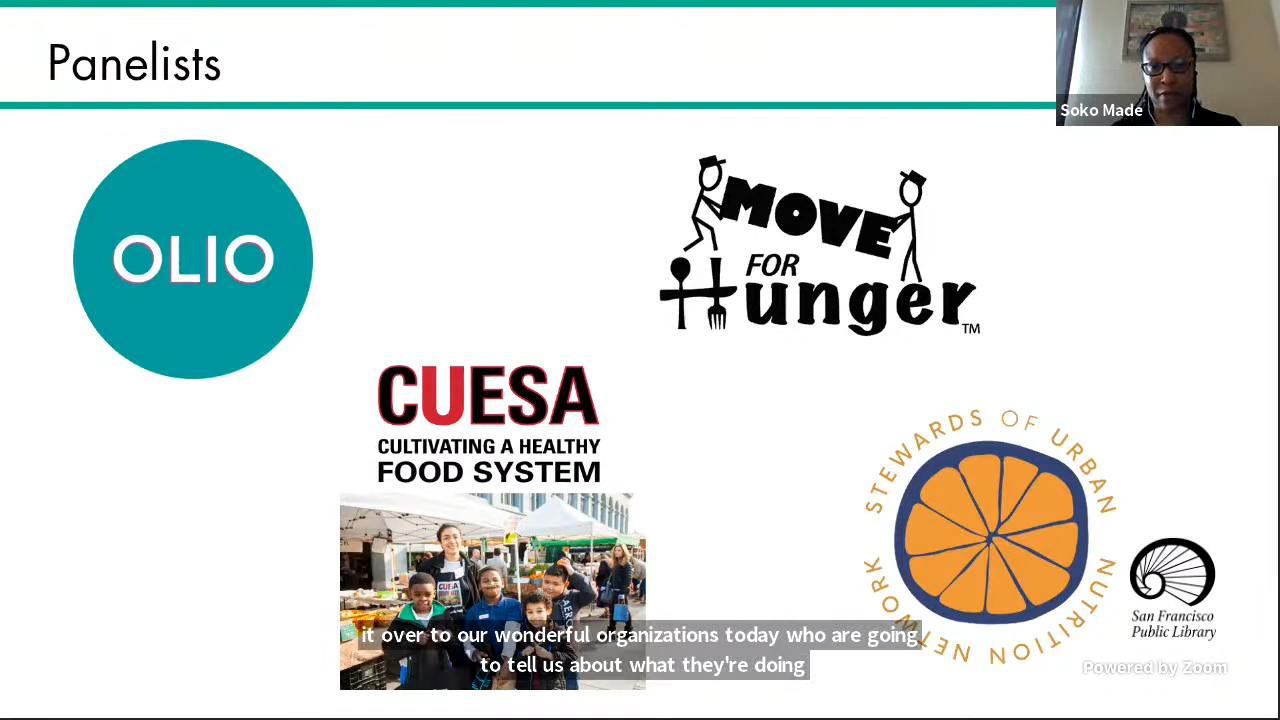 Panelists
Soko Made
OLIO
MOVE
FOR
Hunger
TM
CUESA
CULTIVATING A HEALTHY
FOOD SYSTEM
CUESA
STEWARDS OF URBAN
NUTRITION NETWORK
San Francisco
Public Library
it over to our wonderful organizations today who are going
to tell us about what they're doing
Powered by Zoom